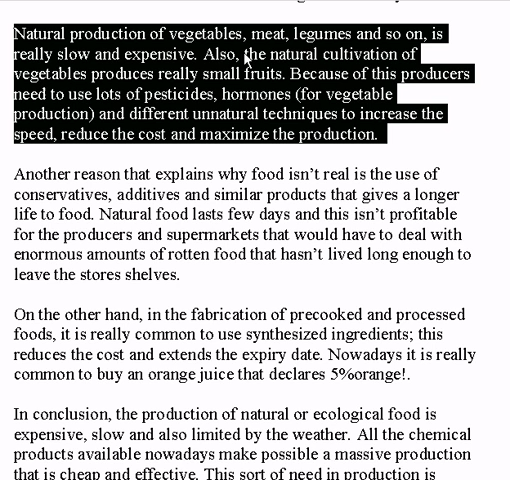 Natural production of vegetables, meat, legumes and so on, is
really slow and expensive. Also, the natural cultivation of
vegetables produces really small fruits. Because of this producers
need to use lots of pesticides, hormones (for vegetable
production) and different unnatural techniques to increase the
speed, reduce the cost and maximize the production.
Another reason that explains why food isn't real is the use of
conservatives, additives and similar products that gives a longer
life to food. Natural food lasts few days and this isn't profitable
for the producers and supermarkets that would have to deal with
enormous amounts of rotten food that hasn't lived long enough to
leave the stores shelves.
On the other hand, in the fabrication of precooked and processed
foods, it is really common to use synthesized ingredients; this
reduces the cost and extends the expiry date. Nowadays it is really
common to buy an orange juice that declares 5%orange!.
In conclusion, the production of natural or ecological food is
expensive, slow and also limited by the weather. All the chemical
products available nowadays make possible a massive production
that is cheap and effective. This sort of need in production is